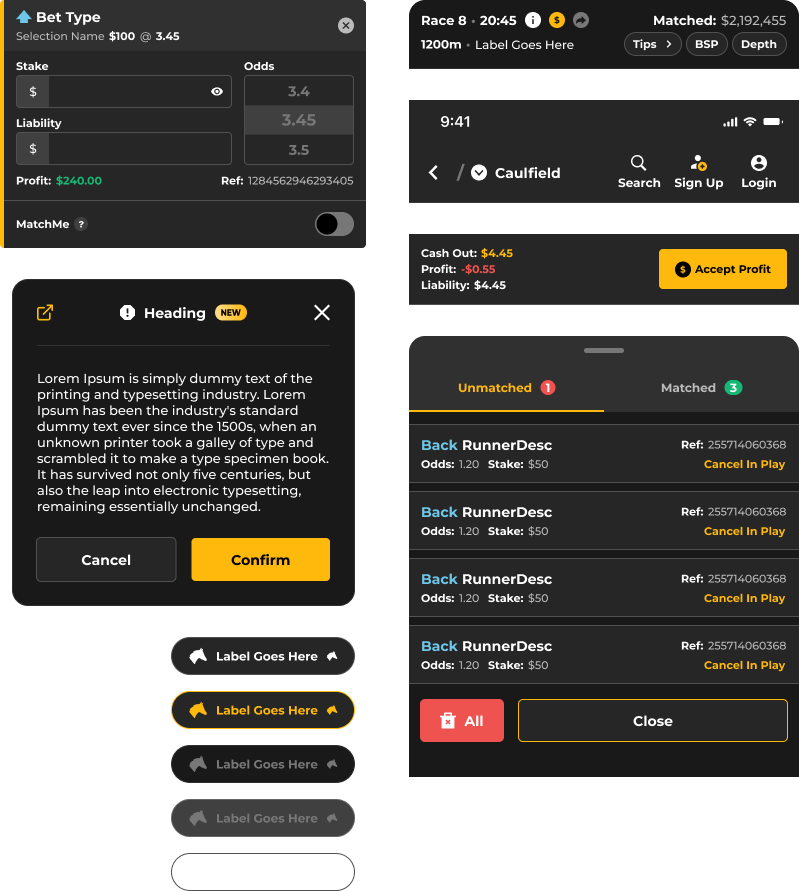 Bet Type
Selection Name $100 @ 3.45
Stake
Odds
$
3.4
3.45
3.5
Liability
$
Profit: $240.00
Ref: 1284562946293405
MatchMe ?
Heading NEW
Lorem Ipsum is simply dummy text of the
printing and typesetting industry. Lorem
Ipsum has been the industry's standard
dummy text ever since the 1500s, when an
unknown printer took a galley of type and
scrambled it to make a type specimen book.
It has survived not only five centuries, but
also the leap into electronic typesetting,
remaining essentially unchanged.
Cancel
Confirm
Label Goes Here
Label Goes Here
Label Goes Here
Label Goes Here
Race 8 • 20:45 i $
Matched: $2,192,455
1200m • Label Goes Here
Tips >
BSP
Depth
9:41
/ Caulfield
Search
Sign Up
Login
Cash Out: $4.45
Profit: -$0.55
Liability: $4.45
$ Accept Profit
Unmatched 1
Matched 3
Back RunnerDesc
Ref: 255714060368
Odds: 1.20 Stake: $50
Cancel In Play
Back RunnerDesc
Ref: 255714060368
Odds: 1.20 Stake: $50
Cancel In Play
Back RunnerDesc
Ref: 255714060368
Odds: 1.20 Stake: $50
Cancel In Play
Back RunnerDesc
Ref: 255714060368
Odds: 1.20 Stake: $50
Cancel In Play
All
Close